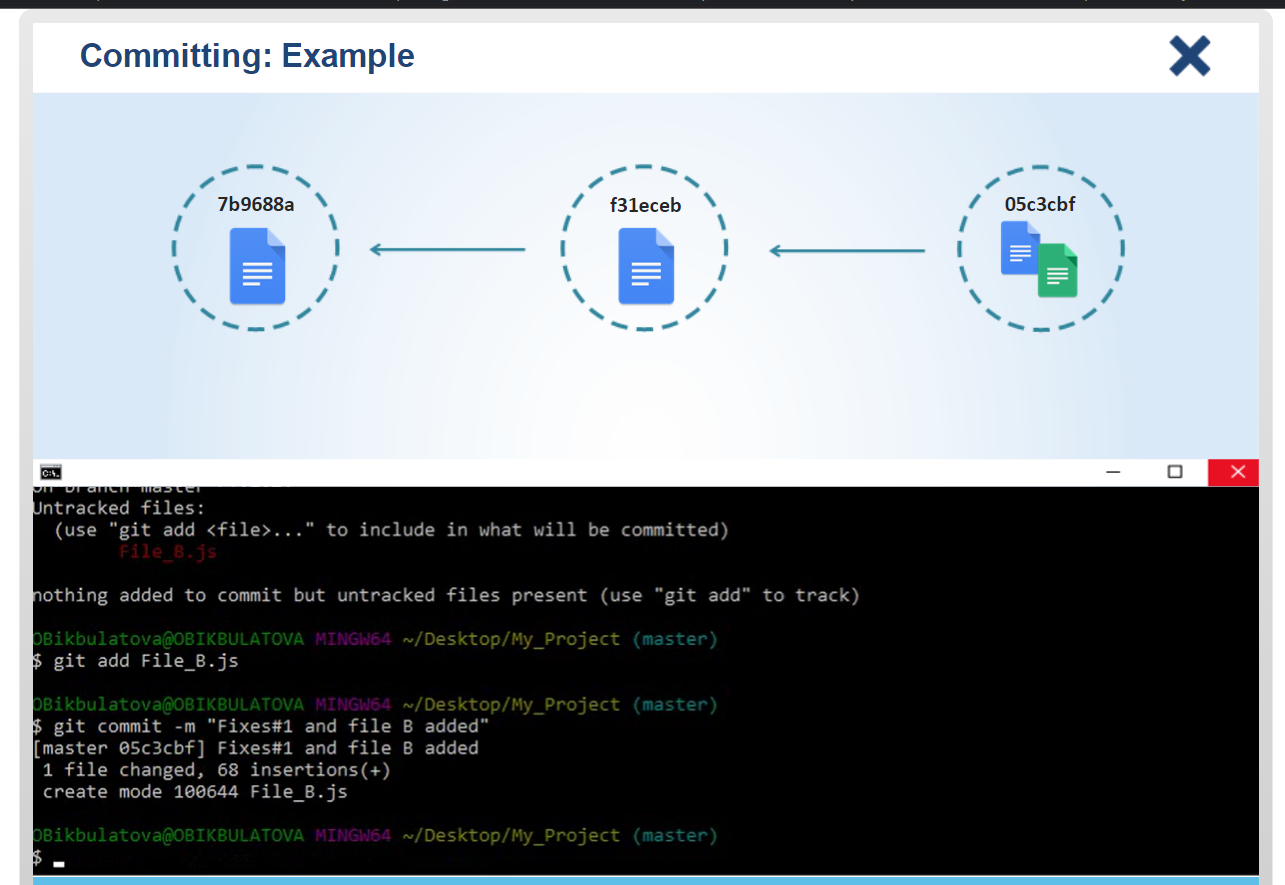 Committing: Example
7b9688a
f31eceb
05c3cbf
On branch master
Untracked files:
(use "git add <file>..." to include in what will be committed)
File_B.js
nothing added to commit but untracked files present (use "git add" to track)
OBikbulatova@OBIKBULATOVA MINGW64 ~/Desktop/My_Project (master)
$ git add File_B.js
OBikbulatova@OBIKBULATOVA MINGW64 ~/Desktop/My_Project (master)
$ git commit -m "Fixes#1 and file B added"
[master 05c3cbf] Fixes#1 and file B added
1 file changed, 68 insertions(+)
create mode 100644 File_B.js
OBikbulatova@OBIKBULATOVA MINGW64 ~/Desktop/My_Project (master)
$